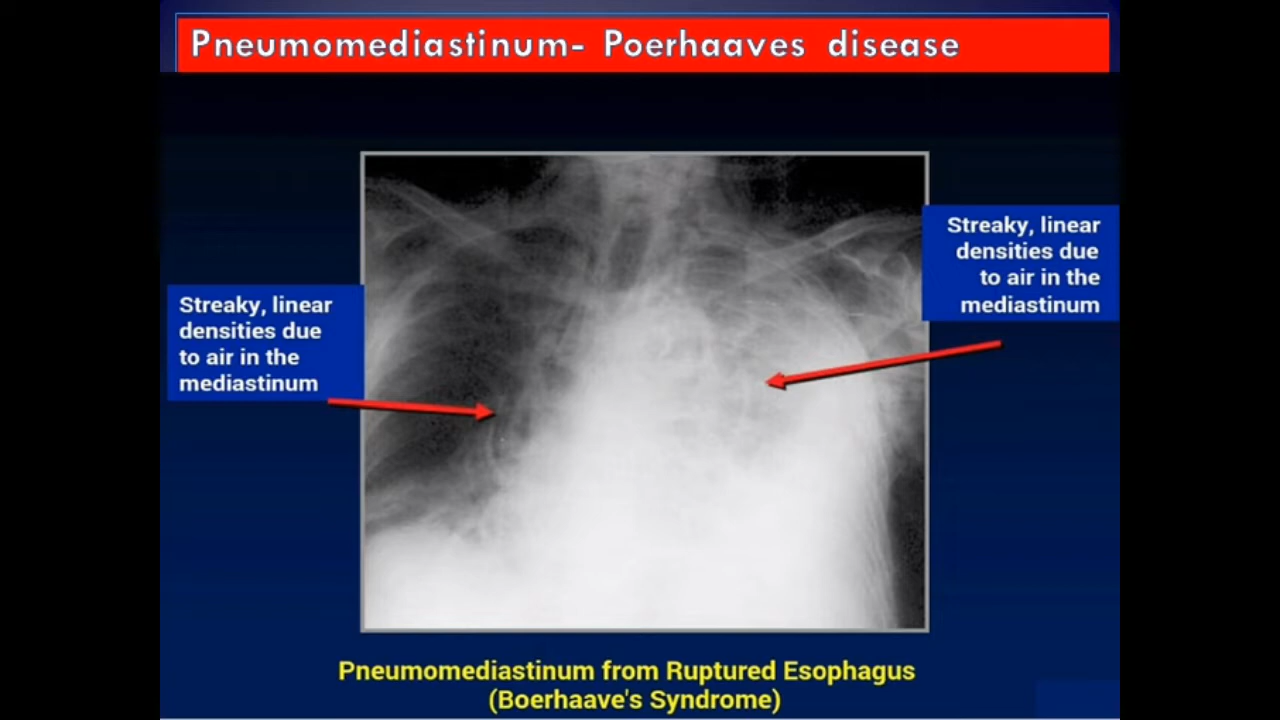 Pneumomediastinum- Poerhaaves disease
Streaky, linear
densities due
to air in the
mediastinum
Streaky, linear
densities due
to air in the
mediastinum
Pneumomediastinum from Ruptured Esophagus
(Boerhaave's Syndrome)